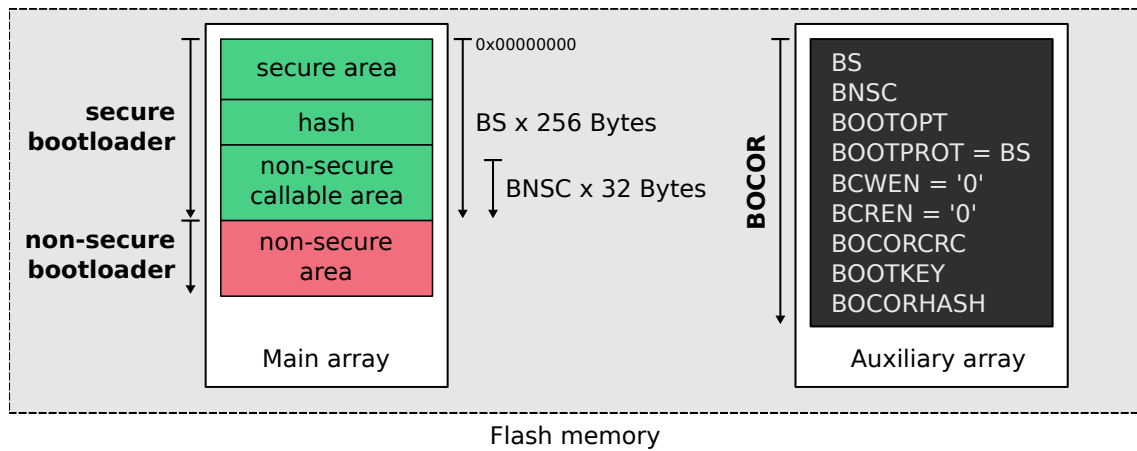 secure
bootloader
non-secure
bootloader
secure area
hash
non-secure
callable area
non-secure
area
Main array
0x00000000
BS x 256 Bytes
BNSC x 32 Bytes
BOCOR
BS
BNSC
BOOTOPT
BOOTPROT = BS
BCWEN = '0'
BCREN = '0'
BOCORCRC
BOOTKEY
BOCORHASH
Auxiliary array
Flash memory